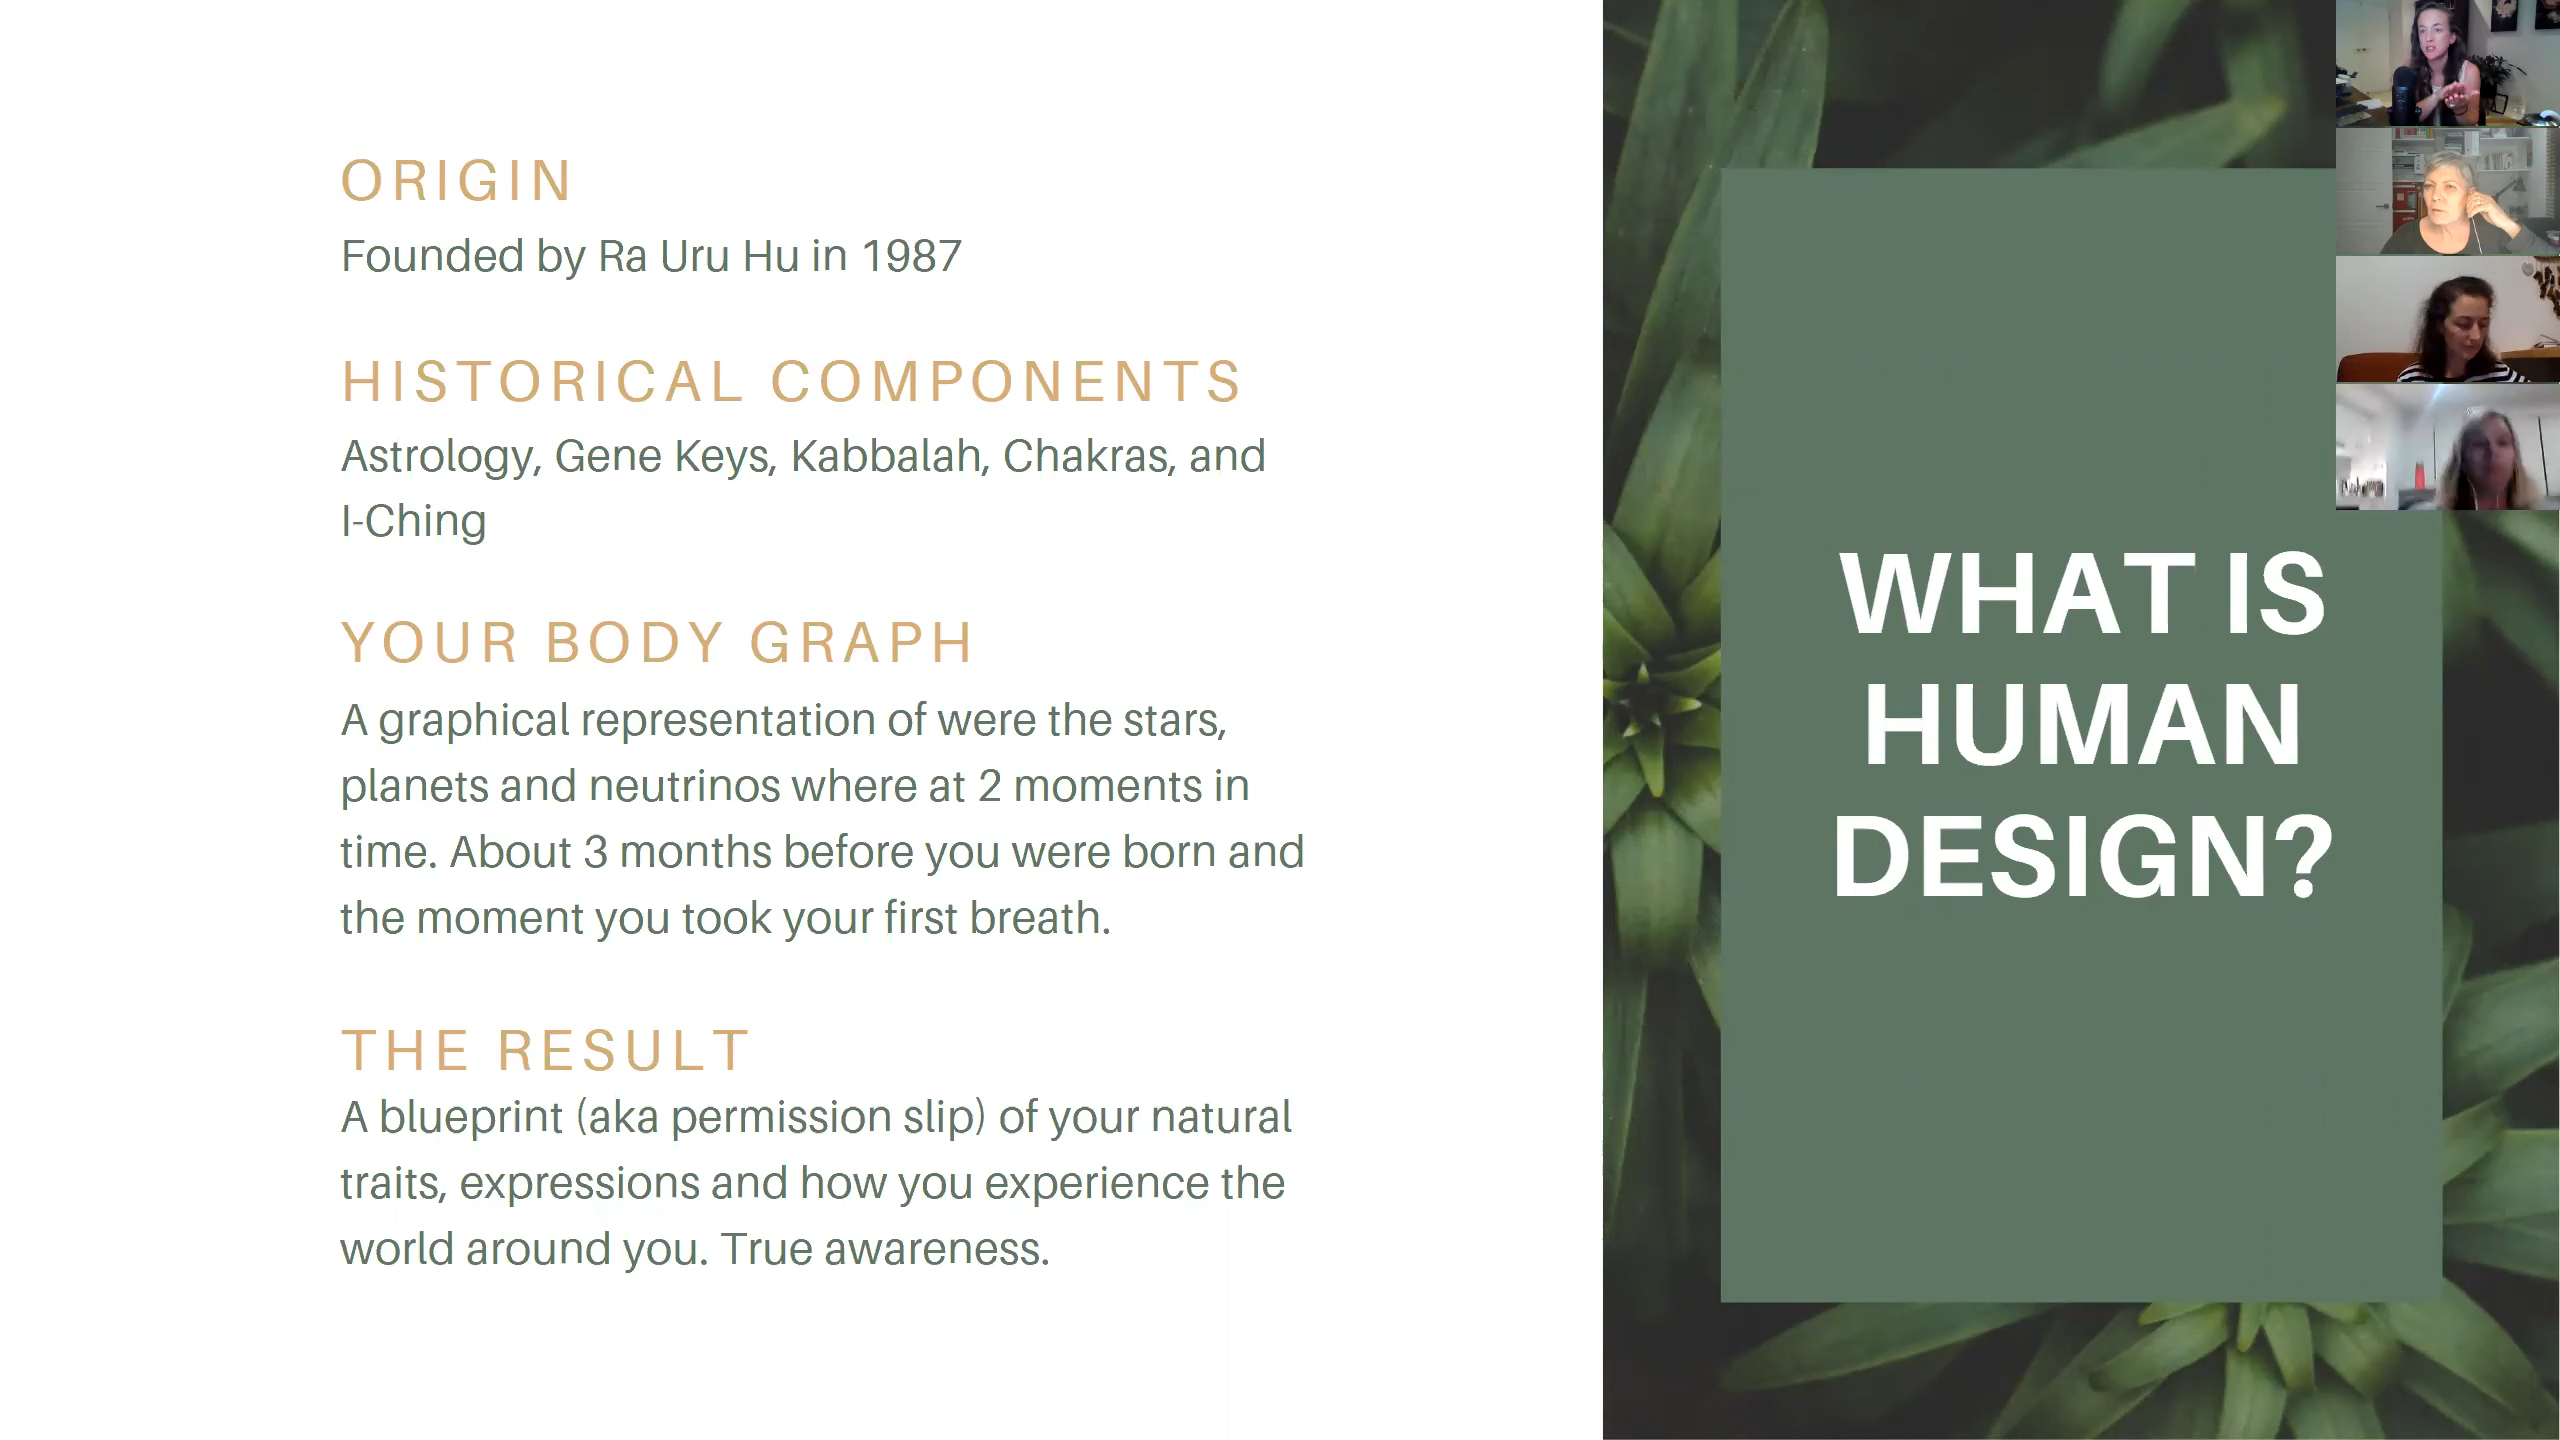 ORIGIN
Founded by Ra Uru Hu in 1987
HISTORICAL COMPONENTS
Astrology, Gene Keys, Kabbalah, Chakras, and
I-Ching
YOUR BODY GRAPH
A graphical representation of were the stars,
planets and neutrinos where at 2 moments in
time. About 3 months before you were born and
the moment you took your first breath.
THE RESULT
A blueprint (aka permission slip) of your natural
traits, expressions and how you experience the
world around you. True awareness.
WHAT IS
HUMAN
DESIGN?